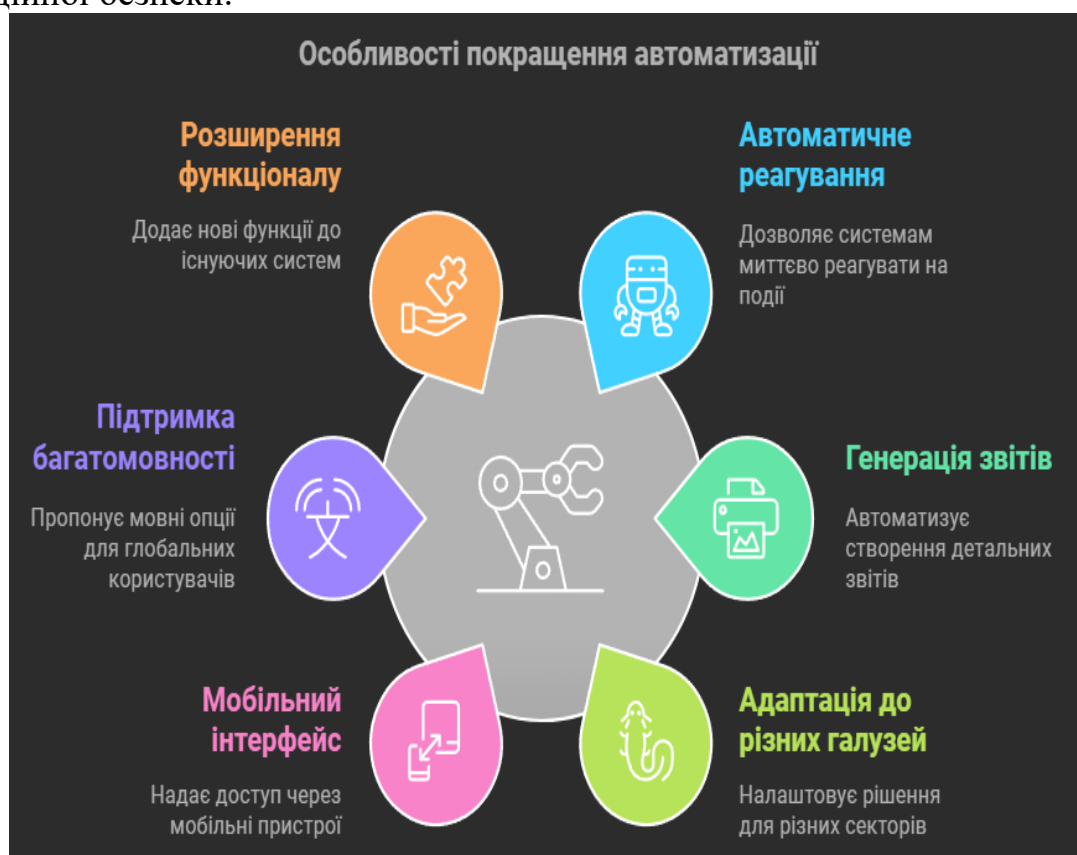 Особливості покращення автоматизації
Розширення
функціоналу
Додає нові функції до
існуючих систем
Автоматичне
реагування
Дозволяє системам
миттєво реагувати на
події
Підтримка
багатомовності
Пропонує мовні опції
для глобальних
користувачів
Генерація звітів
Автоматизує
створення детальних
звітів
Мобільний
інтерфейс
Надає доступ через
мобільні пристрої
Адаптація до
різних галузей
Налаштовує рішення
для різних секторів